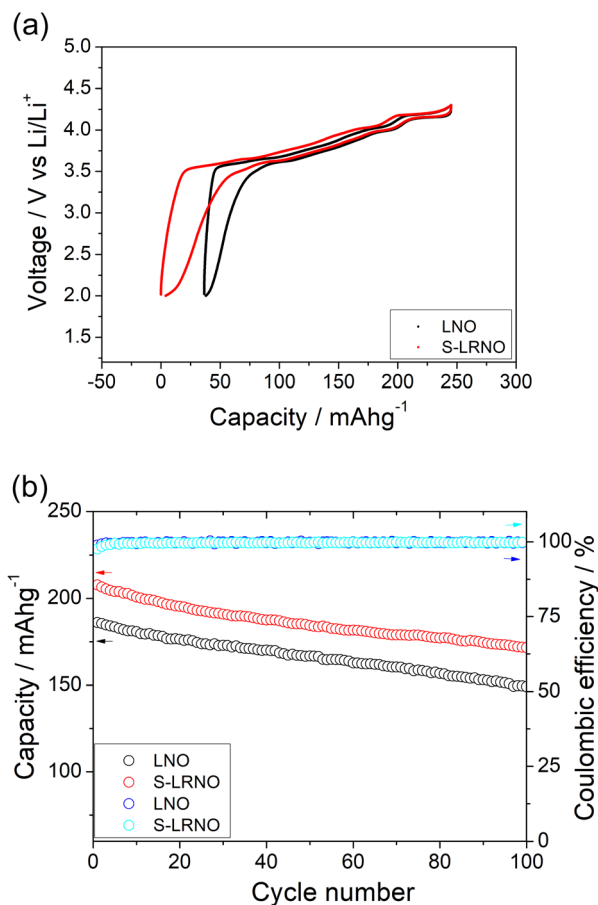 (a)
5.0
4.5
4.0
3.5
3.0
2.5
2.0
1.5
Voltage / V vs Li/Li⁺
LNO
S-LRNO
-50 0 50 100 150 200 250 300
Capacity / mAhg⁻¹
(b)
250
200
150
100
Capacity / mAhg⁻¹
100
75
50
25
0
Coulombic efficiency / %
LNO
S-LRNO
LNO
S-LRNO
0 20 40 60 80 100
Cycle number